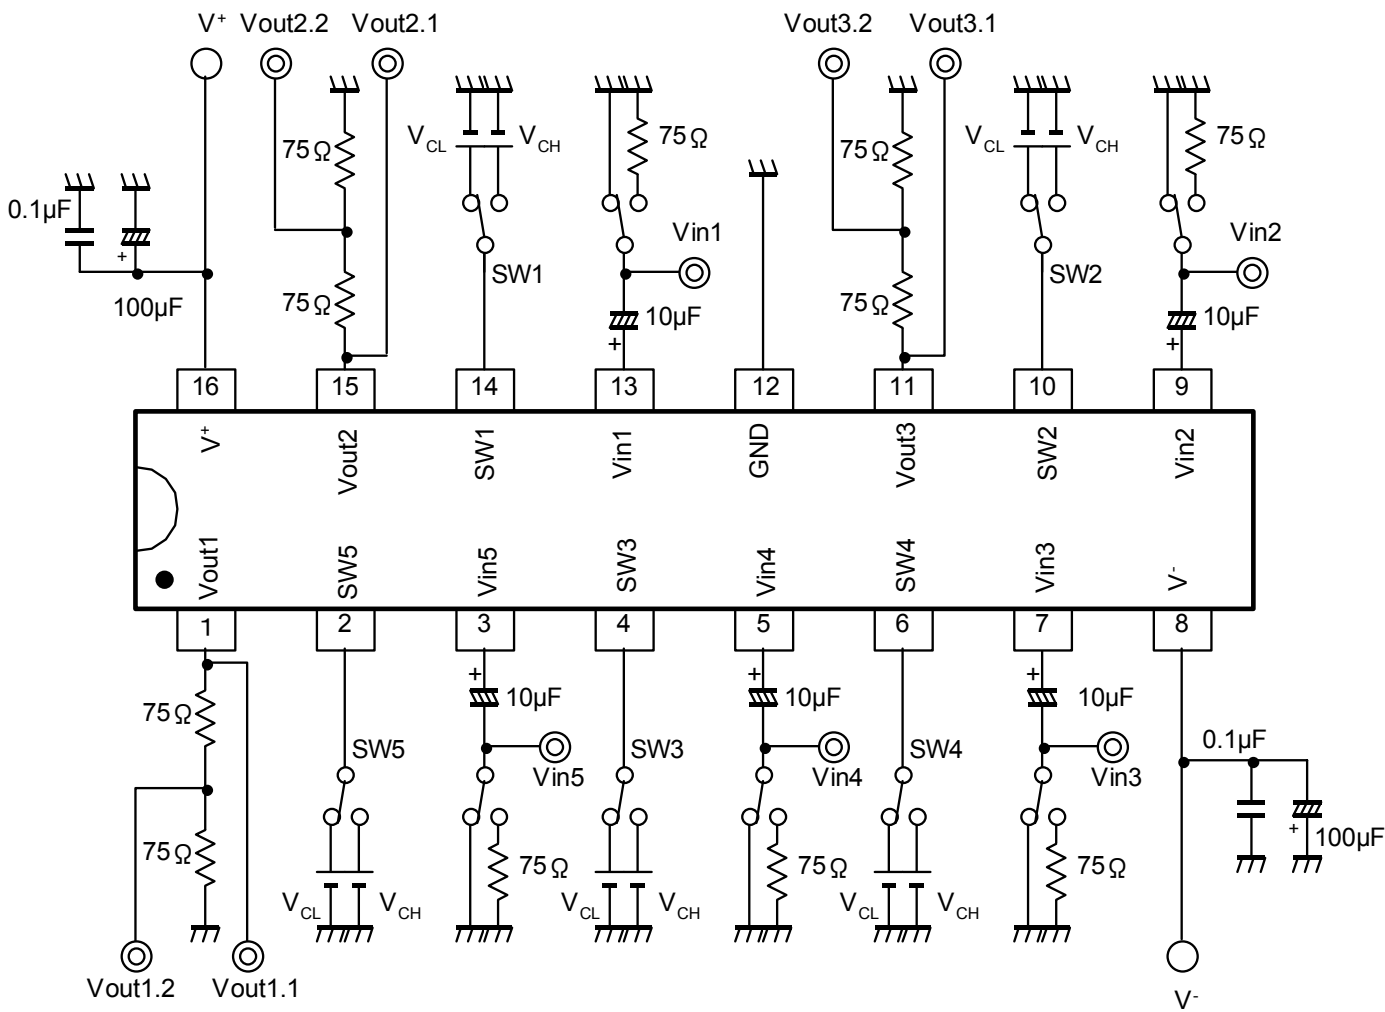 V+ Vout2.2 Vout2.1 Vout3.2 Vout3.1
75Ω VCL VCH 75Ω 75Ω VCL VCH 75Ω
0.1µF Vin1 Vin2
+ SW1 SW2
100µF 75Ω 10µF 75Ω 10µF
+ +
16 15 14 13 12 11 10 9
V+ Vout2 SW1 Vin1 GND Vout3 SW2 Vin2
Vout1 SW5 Vin5 SW3 Vin4 SW4 Vin3 V-
1 2 3 4 5 6 7 8
+ + +
75Ω 10µF 10µF 10µF
SW5 SW3 SW4 0.1µF
Vin5 Vin4 Vin3
+ 100µF
75Ω 75Ω 75Ω 75Ω
VCL VCH VCL VCH VCL VCH
Vout1.2 Vout1.1 V-